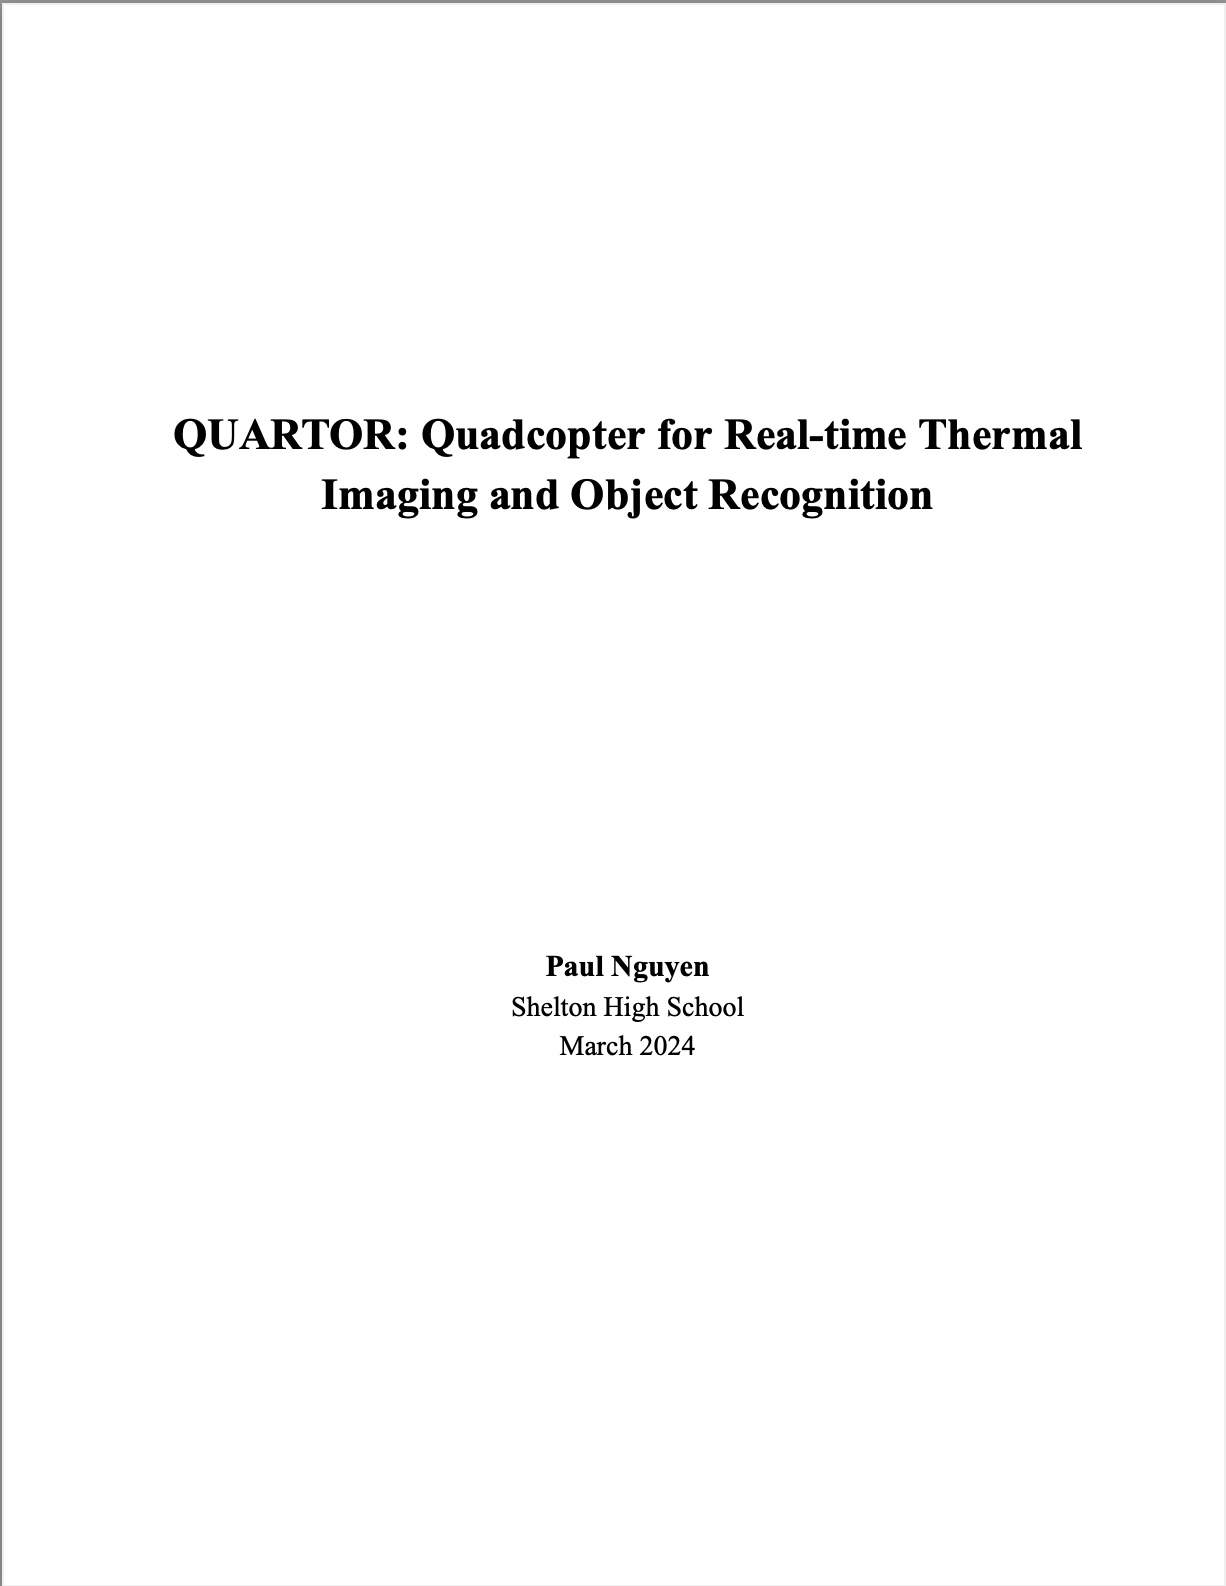 QUARTOR: Quadcopter for Real-time Thermal
Imaging and Object Recognition
Paul Nguyen
Shelton High School
March 2024